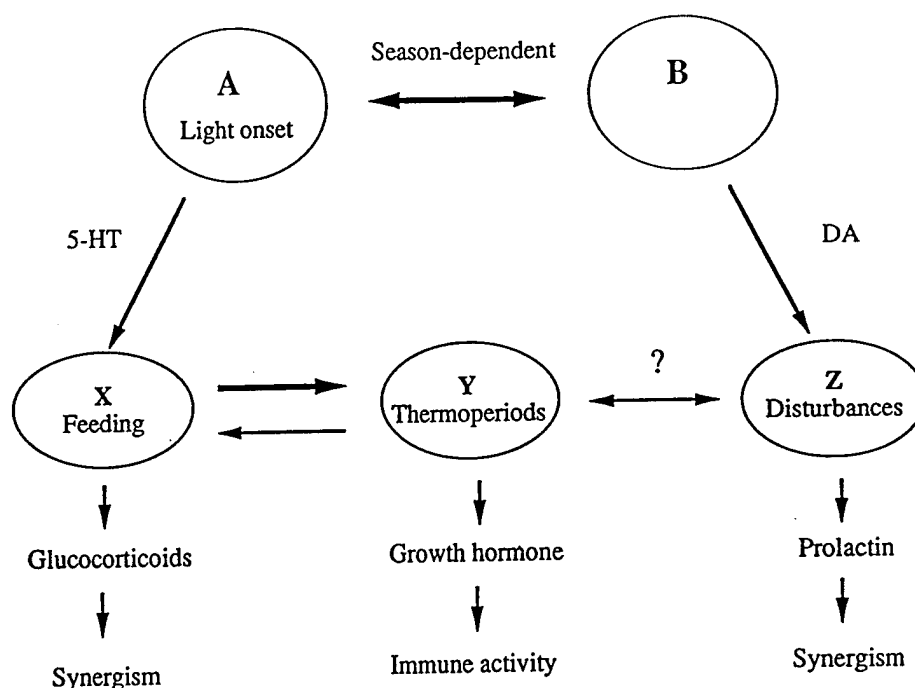 Season-dependent
A
Light onset
B
5-HT
DA
?
X
Feeding
Y
Thermoperiods
Z
Disturbances
Glucocorticoids
Growth hormone
Prolactin
Synergism
Immune activity
Synergism